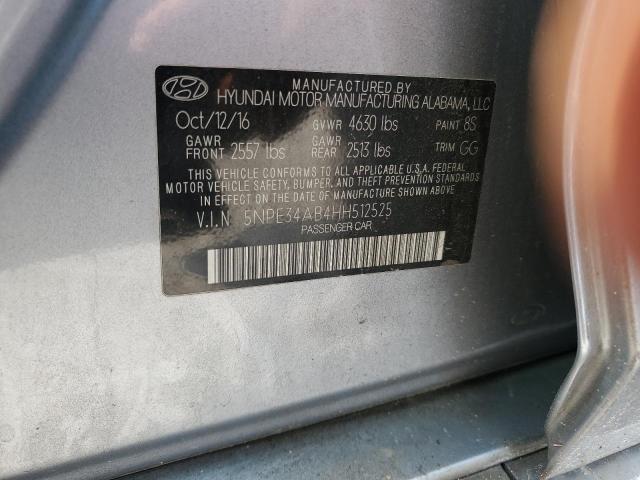 MANUFACTURED BY
HYUNDAI MOTOR MANUFACTURING ALABAMA, LLC
Oct/12/16 GVWR 4630 lbs PAINT 8S
GAWR FRONT 2557 lbs GAWR REAR 2513 lbs TRIM GG
THIS VEHICLE CONFORMS TO ALL APPLICABLE U.S.A. FEDERAL
MOTOR VEHICLE SAFETY, BUMPER, AND THEFT PREVENTION STANDARDS
IN EFFECT ON THE DATE OF MANUFACTURE SHOWN ABOVE.
V.I.N. 5NPE34AB4HH512525
PASSENGER CAR